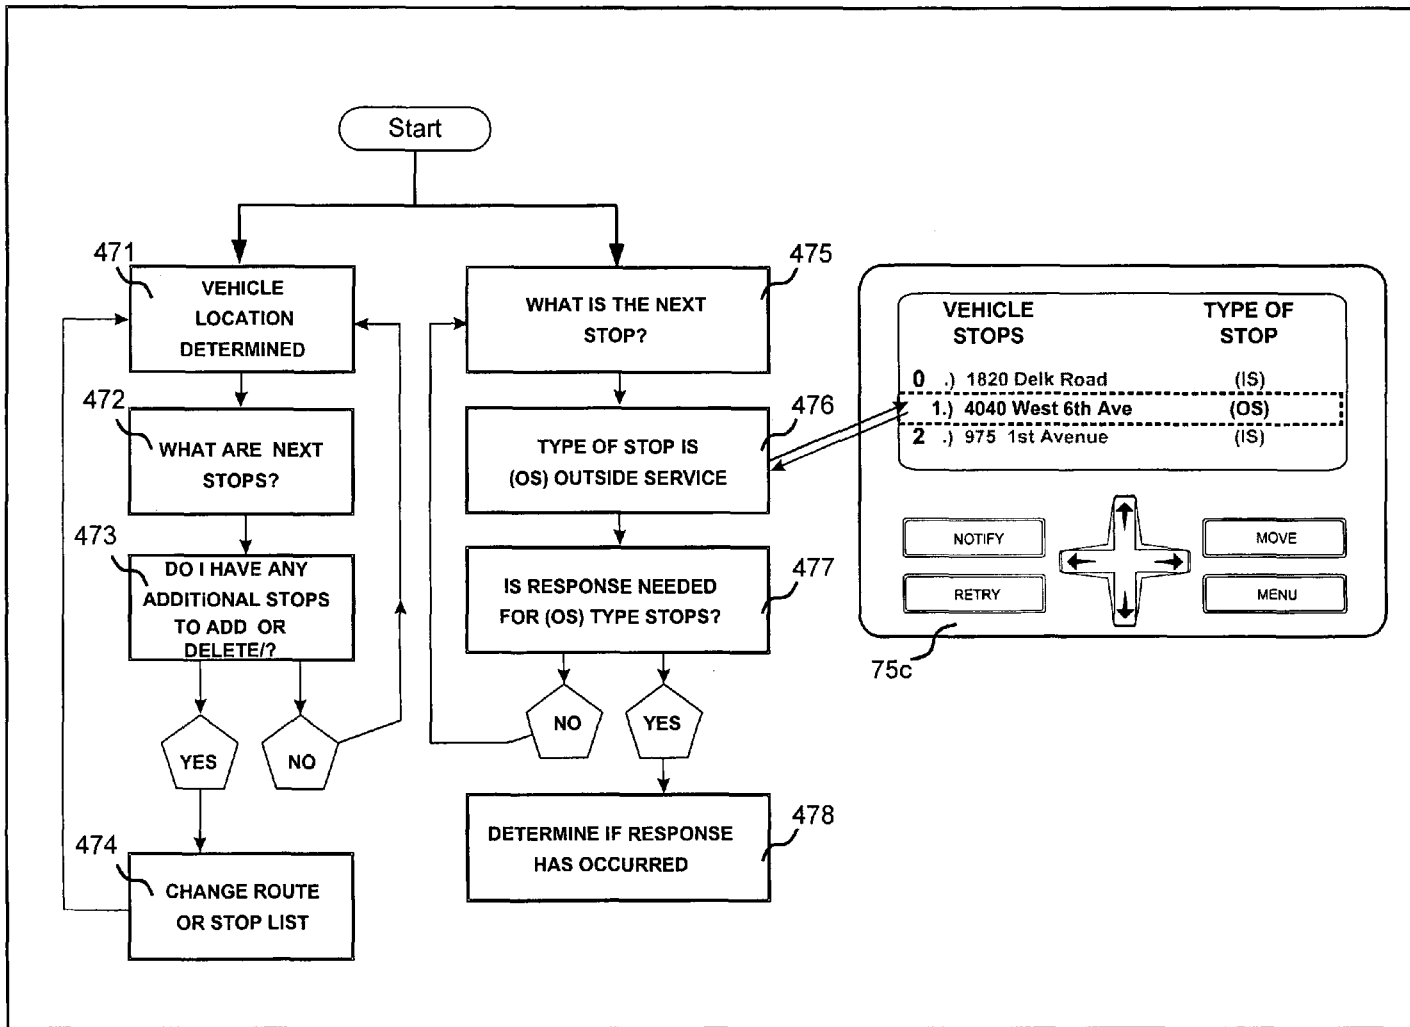 Start
471
VEHICLE
LOCATION
DETERMINED
472
WHAT ARE NEXT
STOPS?
473
DO I HAVE ANY
ADDITIONAL STOPS
TO ADD OR
DELETE/?
YES
NO
474
CHANGE ROUTE
OR STOP LIST
475
WHAT IS THE NEXT
STOP?
476
TYPE OF STOP IS
(OS) OUTSIDE SERVICE
477
IS RESPONSE NEEDED
FOR (OS) TYPE STOPS?
NO
YES
478
DETERMINE IF RESPONSE
HAS OCCURRED
VEHICLE
STOPS
TYPE OF
STOP
0 .) 1820 Delk Road (IS)
1.) 4040 West 6th Ave (OS)
2 .) 975 1st Avenue (IS)
NOTIFY
MOVE
RETRY
MENU
75c